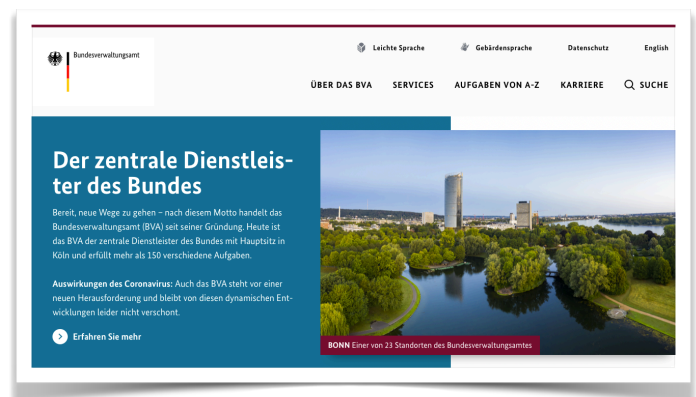 Bundesverwaltungsamt
Leichte Sprache
Gebärdensprache
Datenschutz
English
ÜBER DAS BVA
SERVICES
AUFGABEN VON A-Z
KARRIERE
SUCHE
Der zentrale Dienstleis-
ter des Bundes
Bereit, neue Wege zu gehen – nach diesem Motto handelt das
Bundesverwaltungsamt (BVA) seit seiner Gründung. Heute ist
das BVA der zentrale Dienstleister des Bundes mit Hauptsitz in
Köln und erfüllt mehr als 150 verschiedene Aufgaben.
Auswirkungen des Coronavirus: Auch das BVA steht vor einer
neuen Herausforderung und bleibt von diesen dynamischen Ent-
wicklungen leider nicht verschont.
Erfahren Sie mehr
BONN Einer von 23 Standorten des Bundesverwaltungsamtes